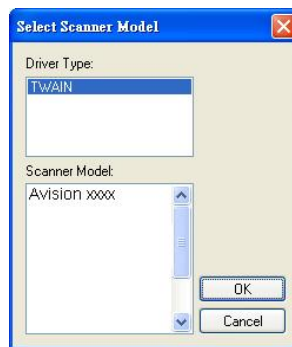 Select Scanner Model
Driver Type:
TWAIN
Scanner Model:
Avision xxxx
OK
Cancel